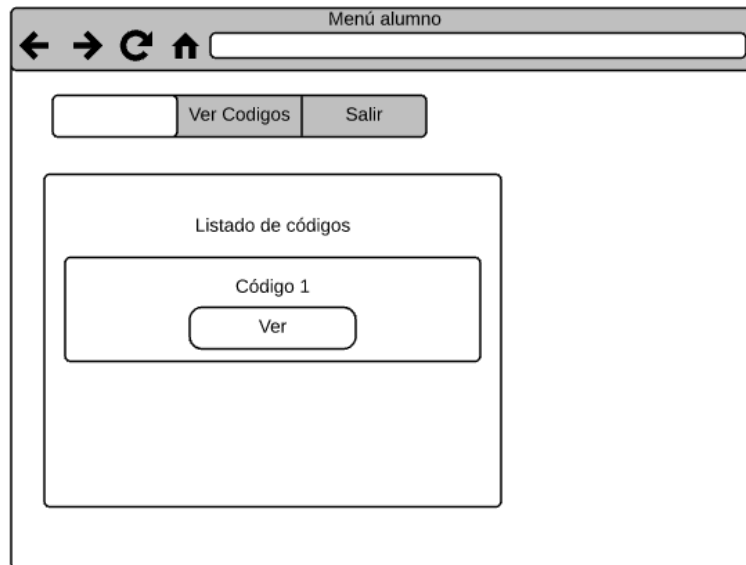 Menú alumno
Ver Codigos
Salir
Listado de códigos
Código 1
Ver